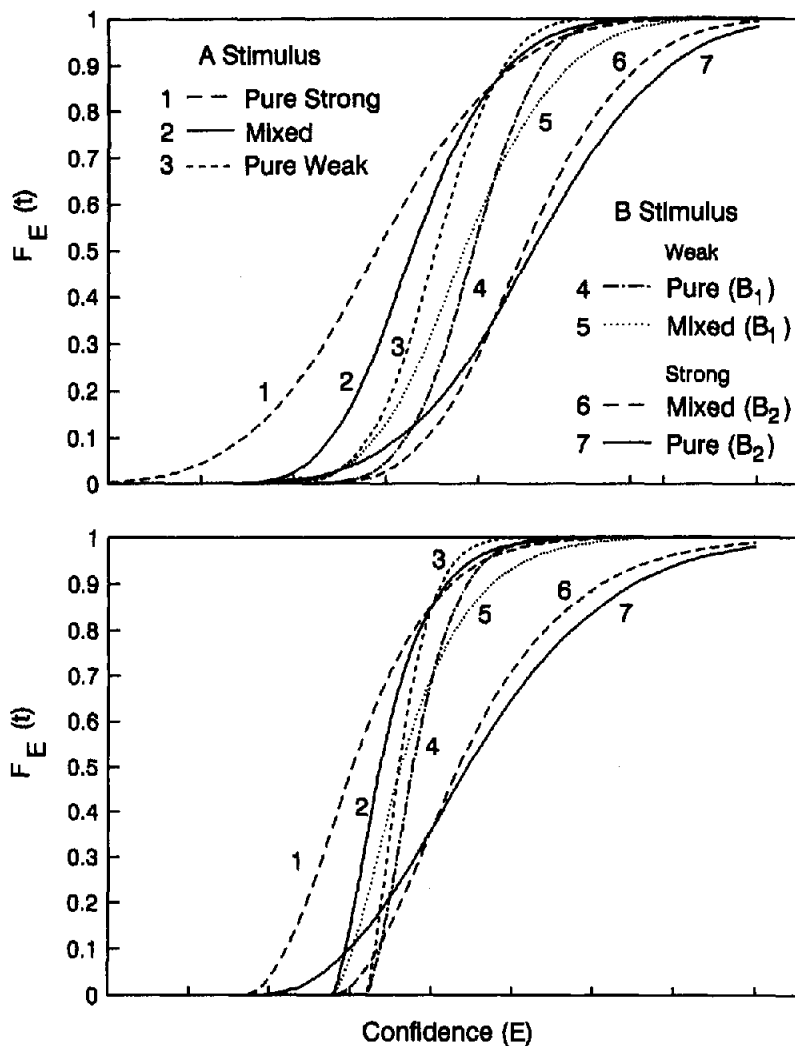 1
0.9
0.8
0.7
0.6
0.5
0.4
0.3
0.2
0.1
0
F_E (t)
A Stimulus
1 Pure Strong
2 Mixed
3 Pure Weak
B Stimulus
Weak
4 Pure (B₁)
5 Mixed (B₁)
Strong
6 Mixed (B₂)
7 Pure (B₂)
1
2
3
4
5
6
7
1
0.9
0.8
0.7
0.6
0.5
0.4
0.3
0.2
0.1
0
F_E (t)
1
2
3
4
5
6
7
Confidence (E)